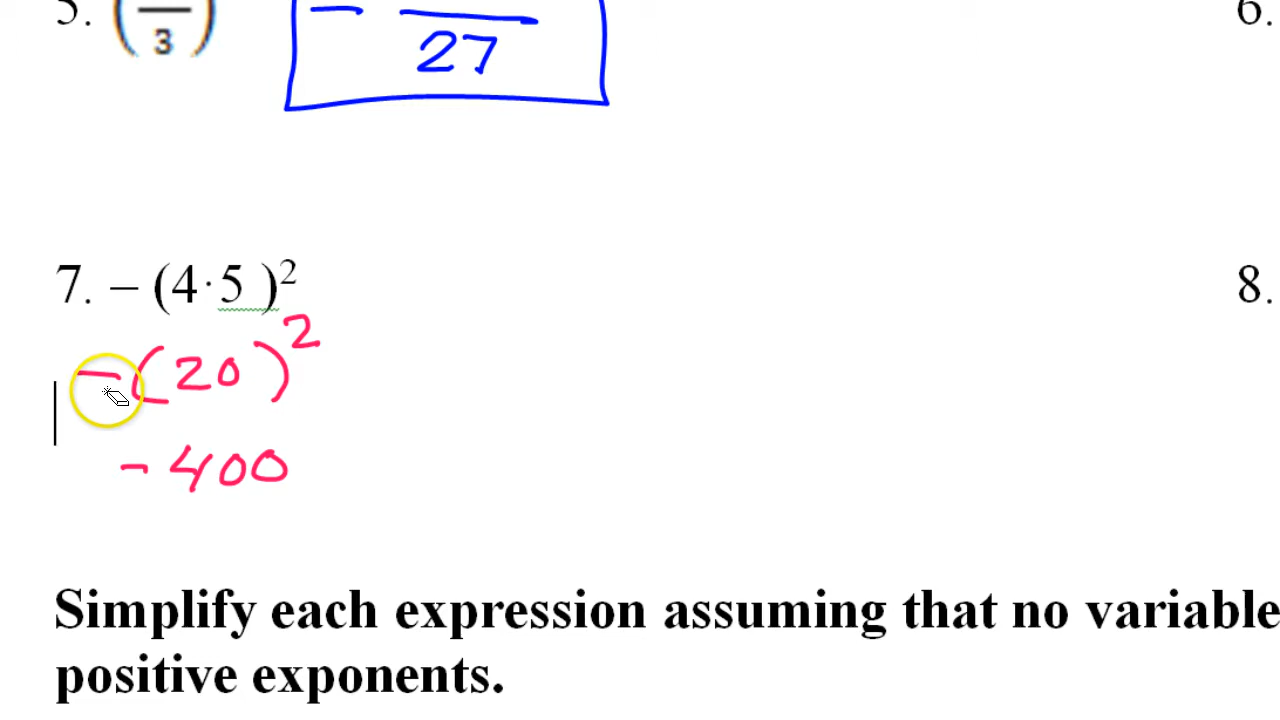 5. ( — 3 ) – — 27
6.
7. – (4·5 )²
8.
–(20)²
- 400
Simplify each expression assuming that no variable
positive exponents.